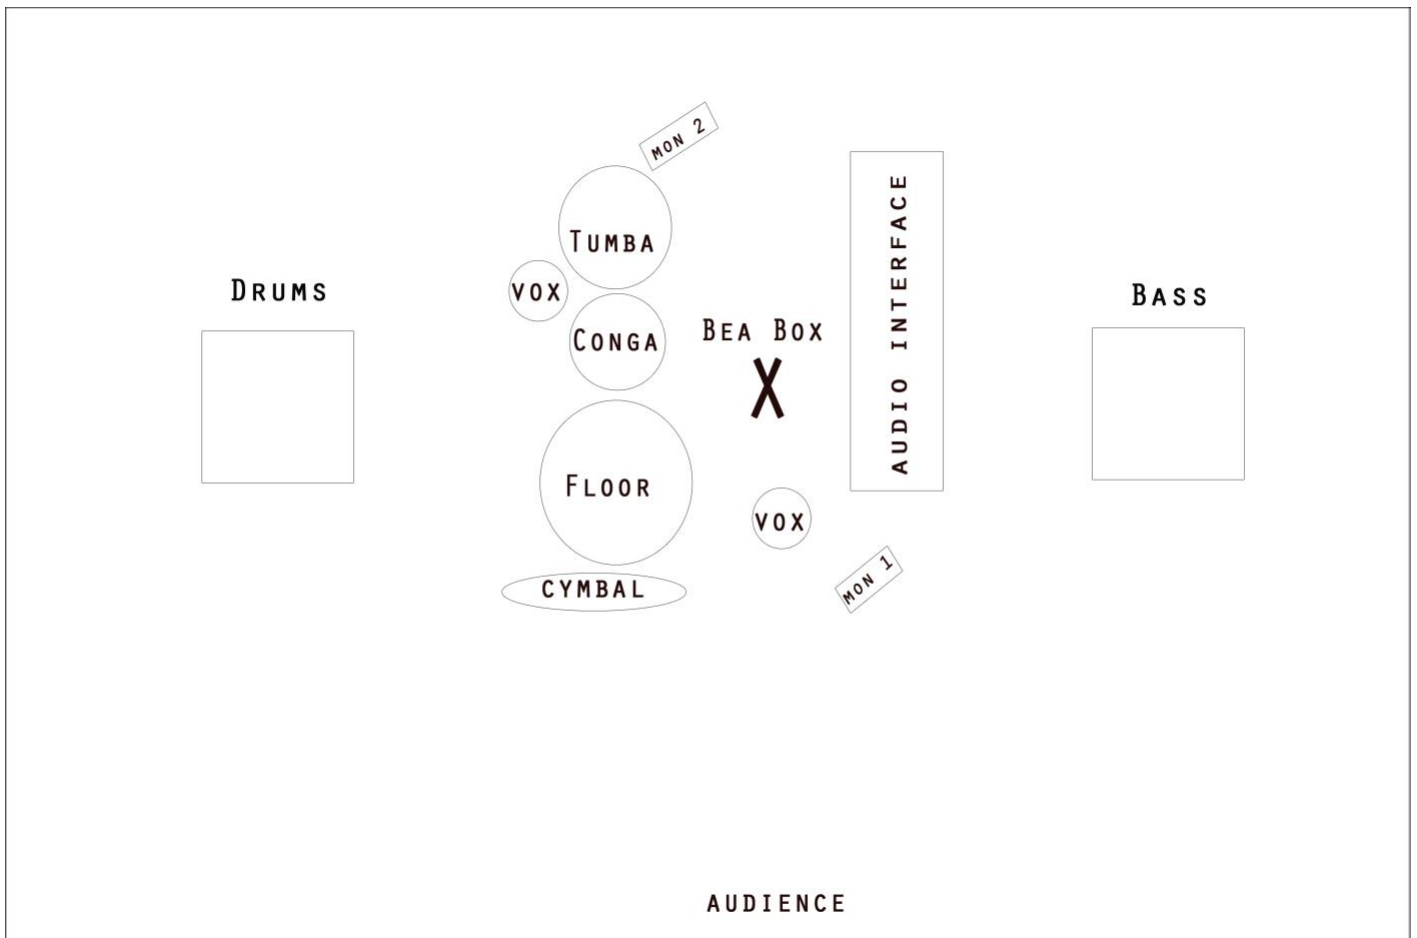 MON 2
TUMBA
AUDIO INTERFACE
DRUMS
VOX
BASS
CONGA
BEA BOX
X
FLOOR
VOX
MON 1
CYMBAL
AUDIENCE